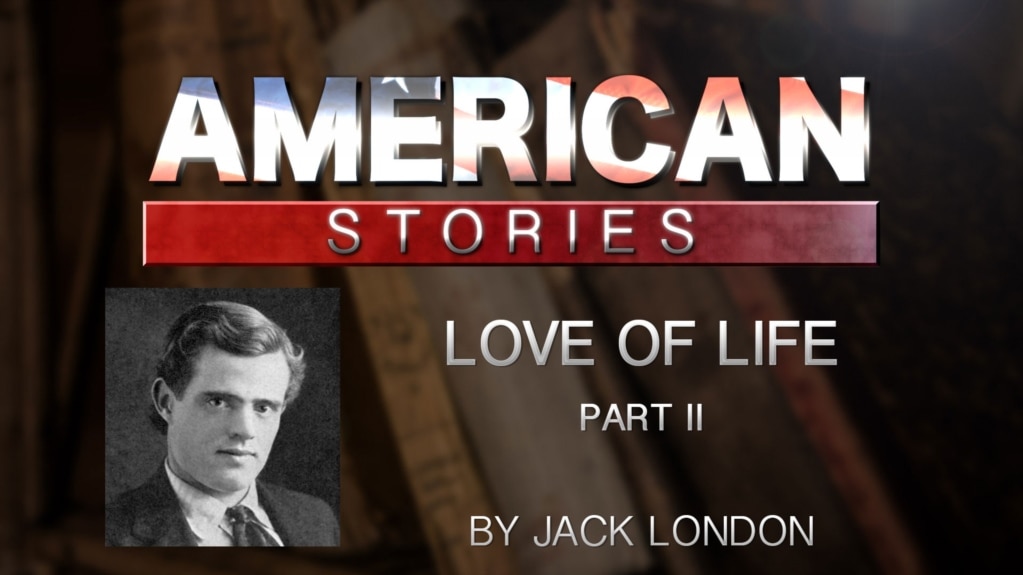 AMERICAN
STORIES
LOVE OF LIFE
PART II
BY JACK LONDON